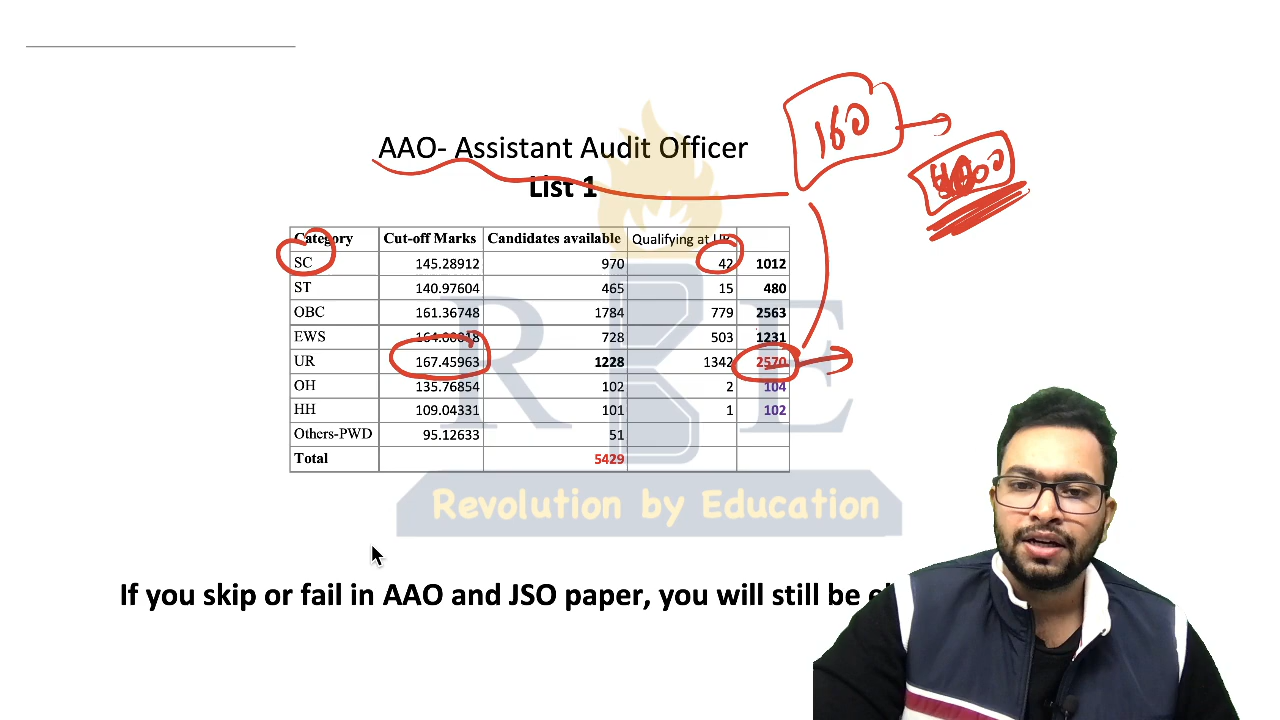 160
AAO- Assistant Audit Officer
List 1
Category Cut-off Marks Candidates available Qualifying at UR
SC 145.28912 970 42 1012
ST 140.97604 465 15 480
OBC 161.36748 1784 779 2563
EWS 164.00818 728 503 1231
UR 167.45963 1228 1342 2570
OH 135.76854 102 2 104
HH 109.04331 101 1 102
Others-PWD 95.12633 51
Total 5429
RBE
Revolution by Education
If you skip or fail in AAO and JSO paper, you will still be